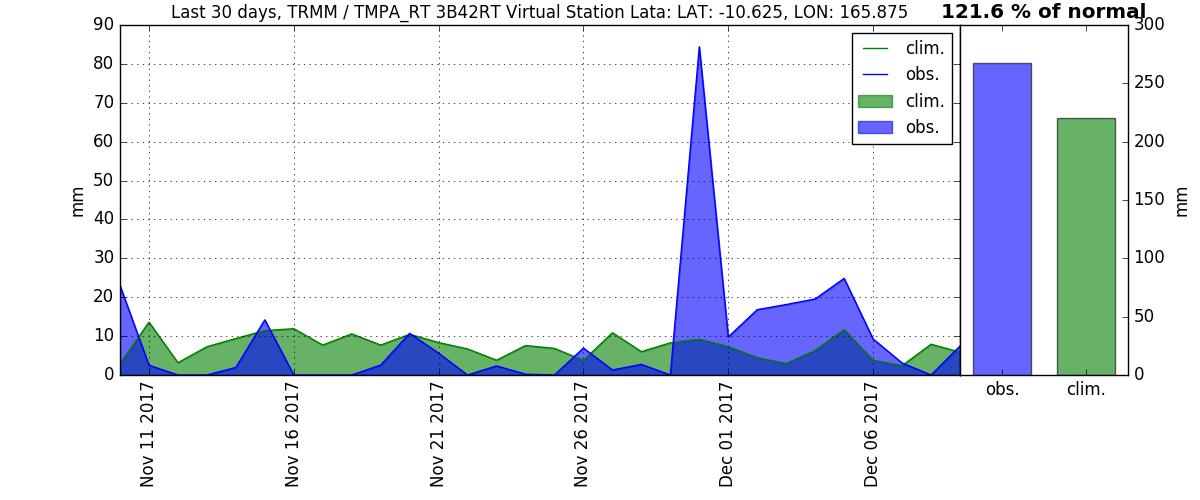 Last 30 days, TRMM / TMPA_RT 3B42RT Virtual Station Lata: LAT: -10.625, LON: 165.875
121.6 % of normal
90
80
70
60
50
40
30
20
10
0
mm
clim.
obs.
clim.
obs.
Nov 11 2017
Nov 16 2017
Nov 21 2017
Nov 26 2017
Dec 01 2017
Dec 06 2017
300
250
200
150
100
50
0
mm
obs.
clim.